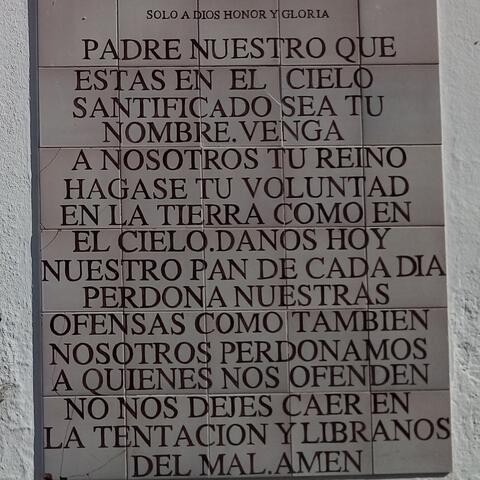 SOLO A DIOS HONOR Y GLORIA
PADRE NUESTRO QUE
ESTAS EN EL CIELO
SANTIFICADO SEA TU
NOMBRE.VENGA
A NOSOTROS TU REINO
HAGASE TU VOLUNTAD
EN LA TIERRA COMO EN
EL CIELO.DANOS HOY
NUESTRO PAN DE CADA DIA
PERDONA NUESTRAS
OFENSAS COMO TAMBIEN
NOSOTROS PERDONAMOS
A QUIENES NOS OFENDEN
NO NOS DEJES CAER EN
LA TENTACION Y LIBRANOS
DEL MAL.AMEN